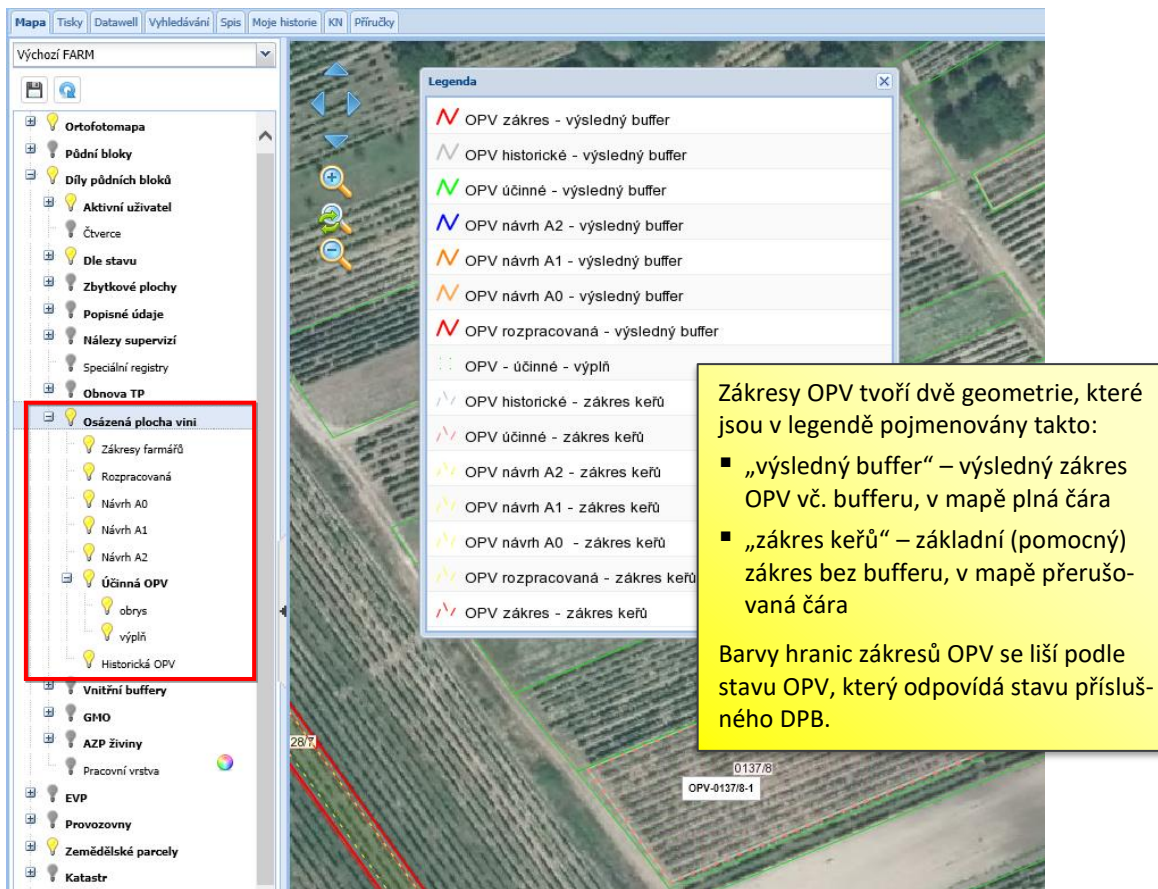 Mapa Tisky Datawell Vyhledávání Spis Moje historie KN Příručky
Výchozí FARM
Ortofotomapa
Půdní bloky
Díly půdních bloků
Aktivní uživatel
Čtverce
Dle stavu
Zbytkové plochy
Popisné údaje
Nálezy supervizí
Speciální registry
Obnova TP
Osázená plocha vini
Zákresy farmářů
Rozpracovaná
Návrh A0
Návrh A1
Návrh A2
Účinná OPV
obrys
výplň
Historická OPV
Vnitřní buffery
GMO
AZP živiny
Pracovní vrstva
EVP
Provozovny
Zemědělské parcely
Katastr
Legenda
OPV zákres - výsledný buffer
OPV historické - výsledný buffer
OPV účinné - výsledný buffer
OPV návrh A2 - výsledný buffer
OPV návrh A1 - výsledný buffer
OPV návrh A0 - výsledný buffer
OPV rozpracovaná - výsledný buffer
OPV - účinné - výplň
OPV historické - zákres keřů
OPV účinné - zákres keřů
OPV návrh A2 - zákres keřů
OPV návrh A1 - zákres keřů
OPV návrh A0 - zákres keřů
OPV rozpracovaná - zákres keřů
OPV zákres - zákres keřů
Zákresy OPV tvoří dvě geometrie, které
jsou v legendě pojmenovány takto:
▪ „výsledný buffer“ – výsledný zákres
OPV vč. bufferu, v mapě plná čára
▪ „zákres keřů“ – základní (pomocný)
zákres bez bufferu, v mapě přerušo-
vaná čára
Barvy hranic zákresů OPV se liší podle
stavu OPV, který odpovídá stavu přísluš-
ného DPB.
28/7
0137/8
OPV-0137/8-1